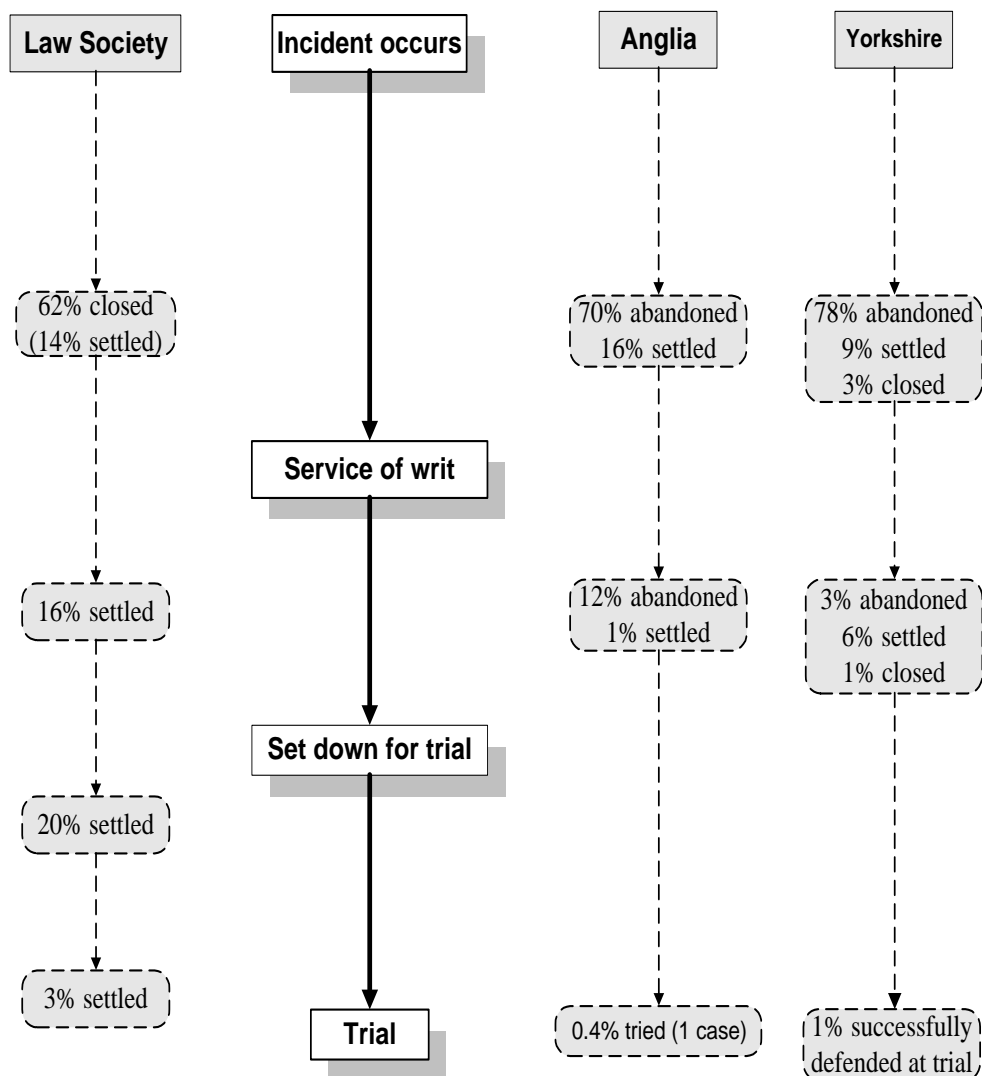 Law Society
Incident occurs
Anglia
Yorkshire
62% closed
(14% settled)
70% abandoned
16% settled
78% abandoned
9% settled
3% closed
Service of writ
16% settled
12% abandoned
1% settled
3% abandoned
6% settled
1% closed
Set down for trial
20% settled
3% settled
Trial
0.4% tried (1 case)
1% successfully
defended at trial